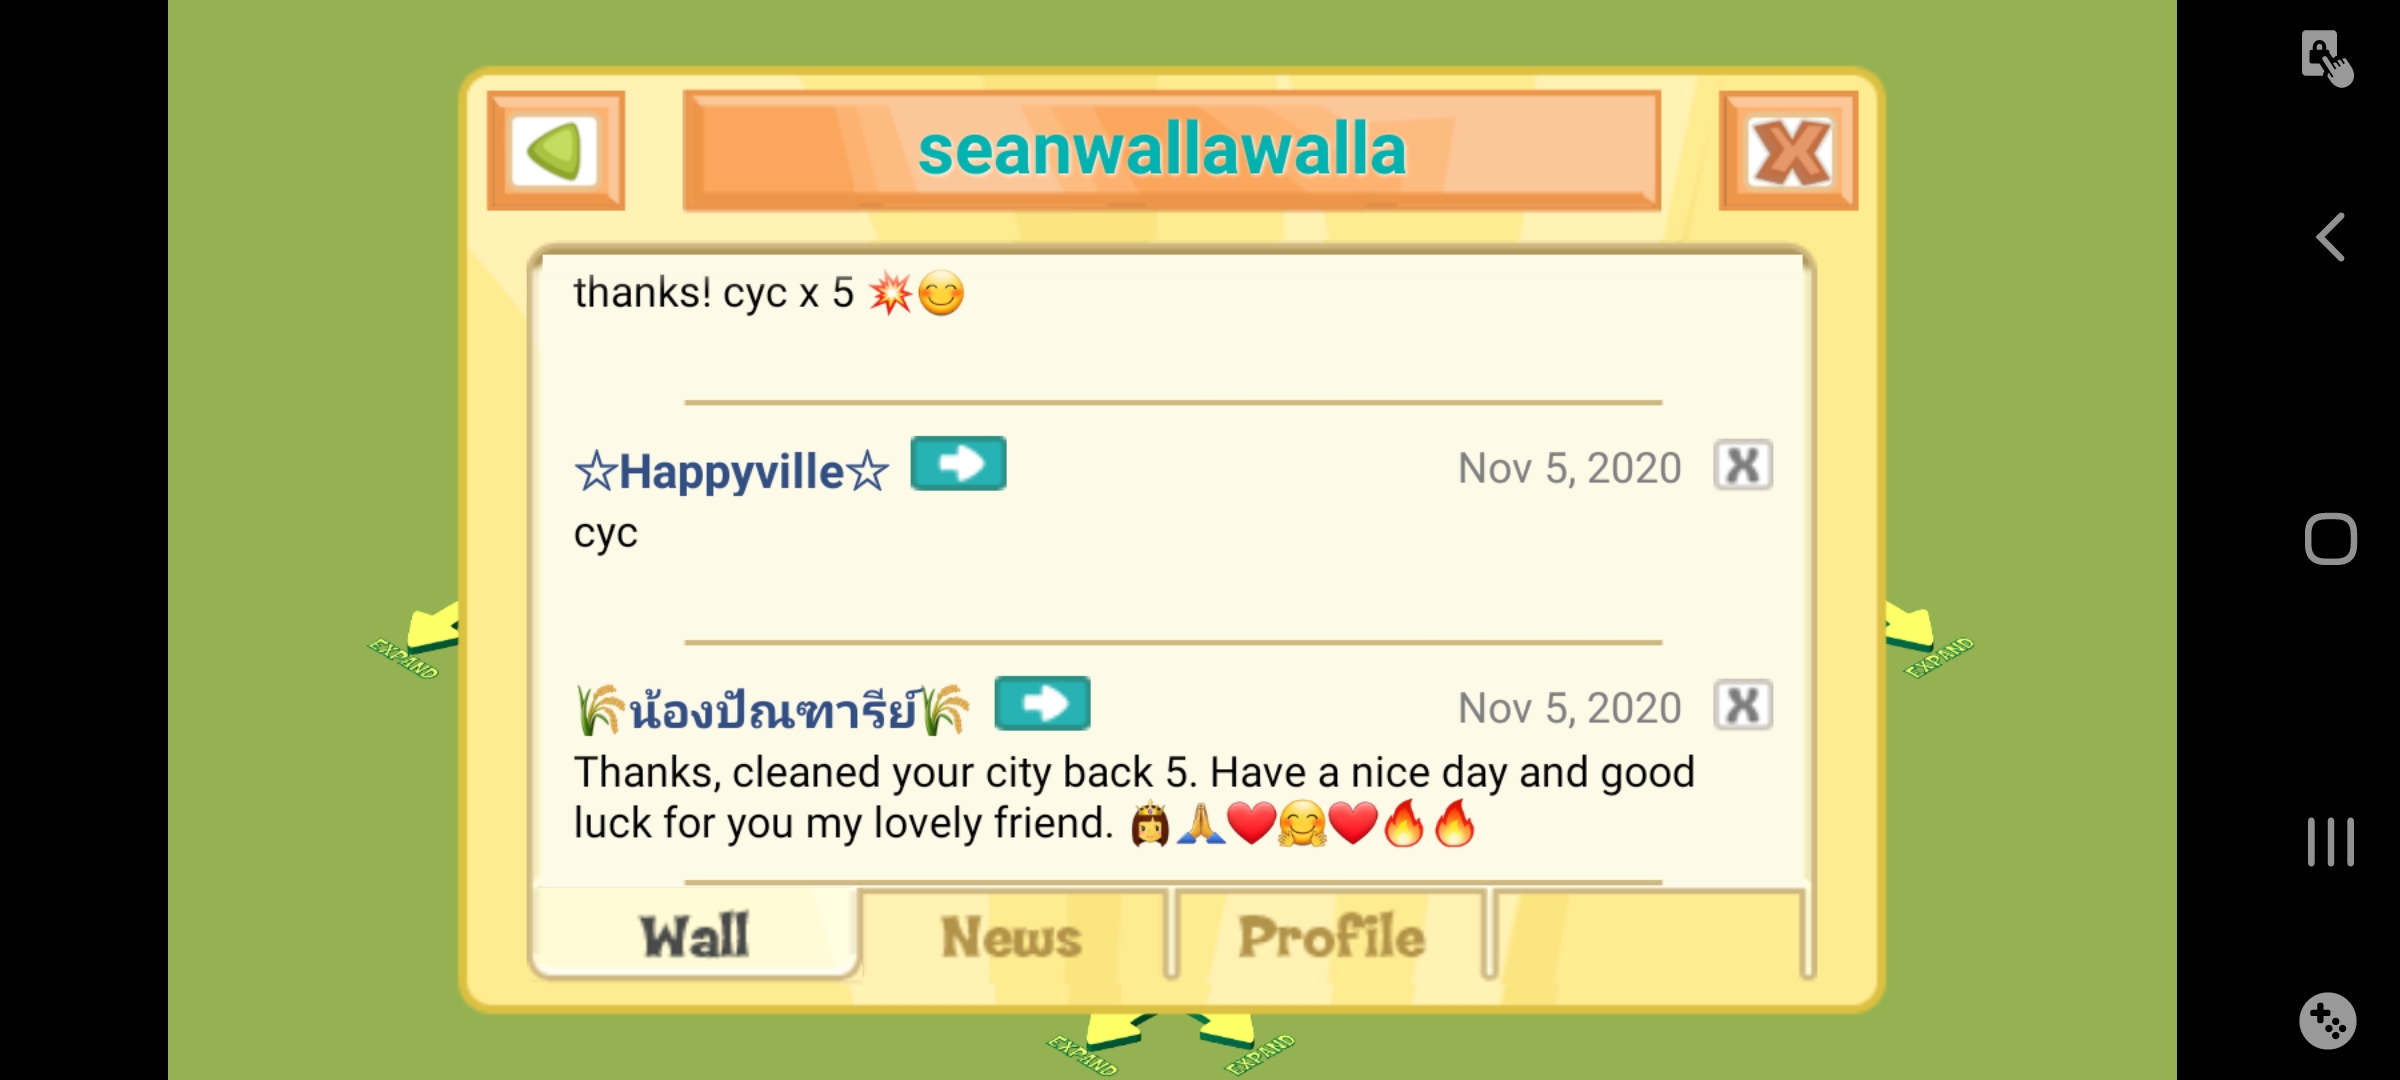 seanwallawalla
thanks! cyc x 5 💥😊
☆Happyville☆
Nov 5, 2020
cyc
🌾น้องปัณฑารีย์🌾
Nov 5, 2020
Thanks, cleaned your city back 5. Have a nice day and good
luck for you my lovely friend. 👸🙏❤️🤗❤️🔥🔥
Wall
News
Profile
EXPAND
EXPAND
EXPAND
EXPAND